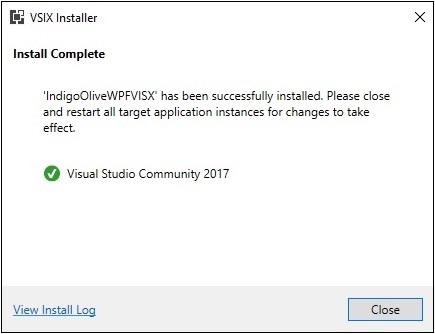 VSIX Installer
Install Complete
'IndigoOliveWPFVISX' has been successfully installed. Please close
and restart all target application instances for changes to take
effect.
Visual Studio Community 2017
View Install Log
Close